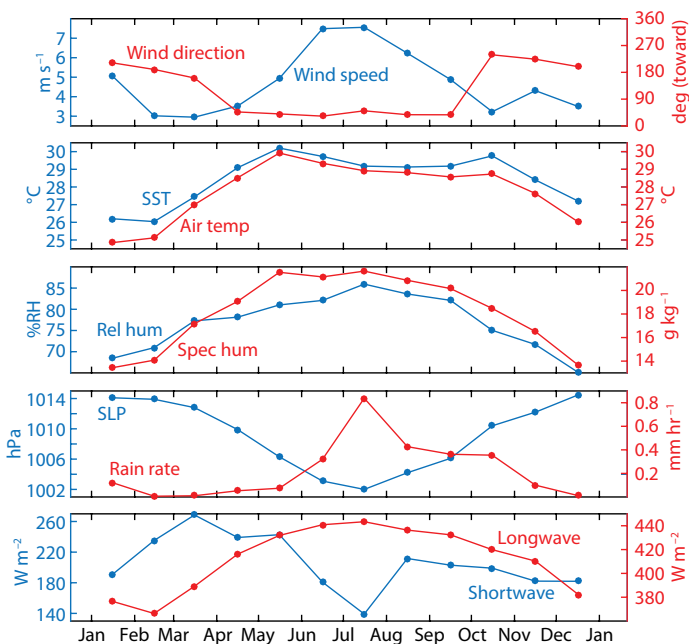 7
6
5
4
3
m s⁻¹
Wind direction
Wind speed
360
270
180
90
0
deg (toward)
30
29
28
27
26
25
°C
SST
Air temp
30
29
28
27
26
25
°C
85
80
75
70
%RH
Rel hum
Spec hum
20
18
16
14
g kg⁻¹
1014
1010
1006
1002
hPa
SLP
Rain rate
0.8
0.6
0.4
0.2
mm hr⁻¹
260
220
180
140
W m⁻²
Longwave
Shortwave
440
420
400
380
W m⁻²
Jan Feb Mar Apr May Jun Jul Aug Sep Oct Nov Dec Jan